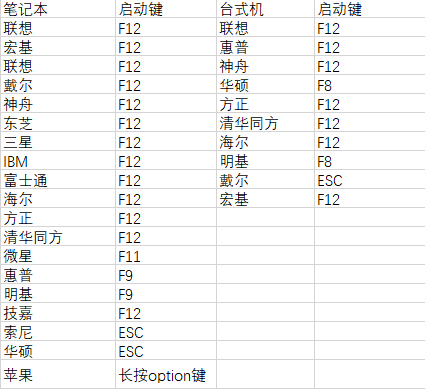 笔记本 启动键 台式机 启动键
联想 F12 联想 F12
宏基 F12 惠普 F12
联想 F12 神舟 F12
戴尔 F12 华硕 F8
神舟 F12 方正 F12
东芝 F12 清华同方 F12
三星 F12 海尔 F12
IBM F12 明基 F8
富士通 F12 戴尔 ESC
海尔 F12 宏基 F12
方正 F12
清华同方 F12
微星 F11
惠普 F9
明基 F9
技嘉 F12
索尼 ESC
华硕 ESC
苹果 长按option键